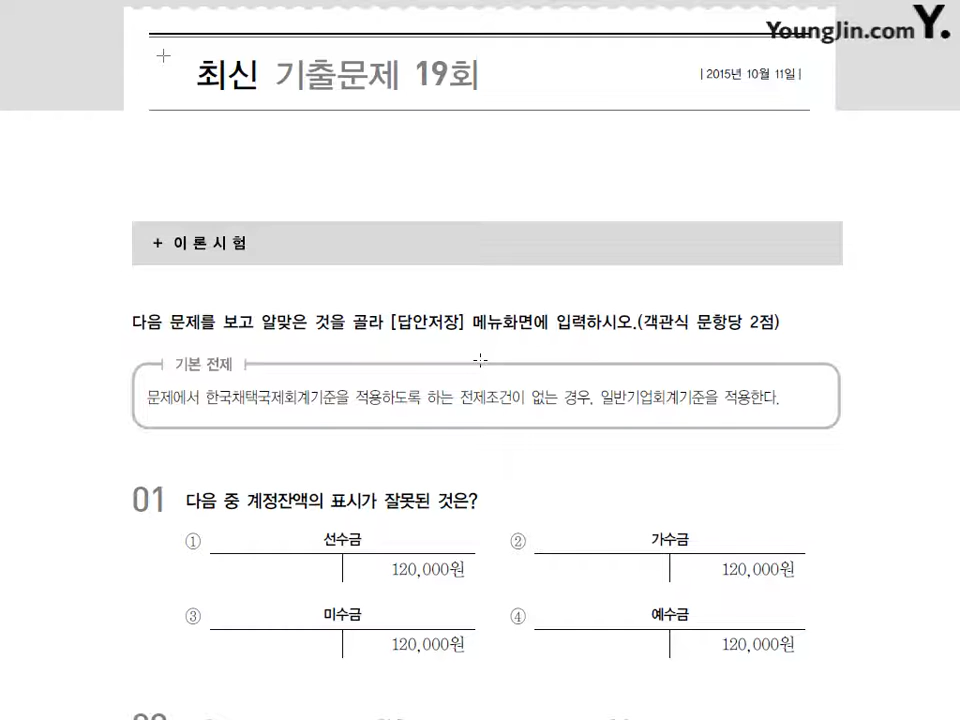 YoungJin.com Y.
최신 기출문제 19회
| 2015년 10월 11일 |
+ 이론시험
다음 문제를 보고 알맞은 것을 골라 [답안저장] 메뉴화면에 입력하시오.(객관식 문항당 2점)
기본 전제
문제에서 한국채택국제회계기준을 적용하도록 하는 전제조건이 없는 경우, 일반기업회계기준을 적용한다.
01 다음 중 계정잔액의 표시가 잘못된 것은?
① 선수금
120,000원
② 가수금
120,000원
③ 미수금
120,000원
④ 예수금
120,000원